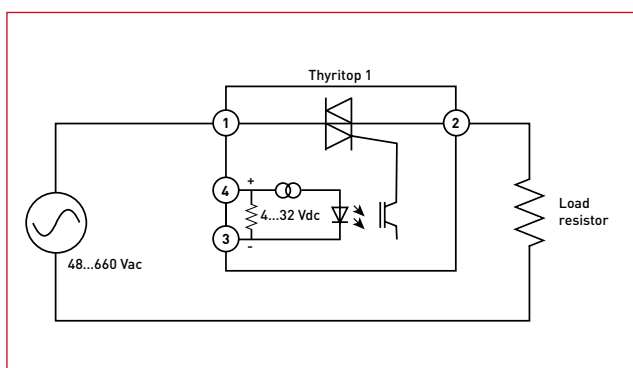 Thyritop 1
1
2
4
+
4...32 Vdc
3
-
Load
resistor
48...660 Vac